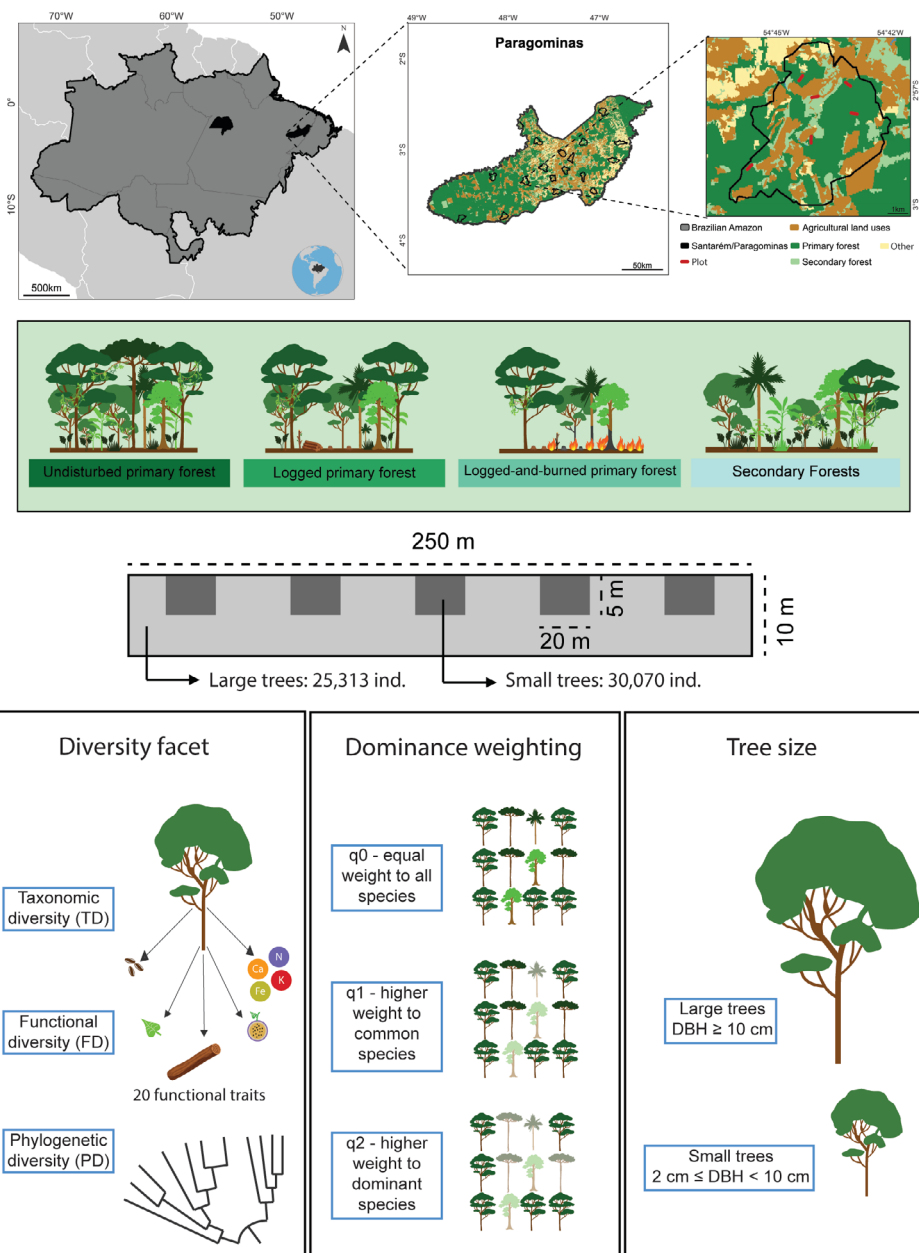 70°W
60°W
50°W
N
0°
10°S
500km
49°W
48°W
47°W
Paragominas
2°S
3°S
4°S
50km
54°45'W
54°42'W
2°57'S
3°S
1km
Brazilian Amazon
Agricultural land uses
Santarém/Paragominas
Primary forest
Other
Plot
Secondary forest
Undisturbed primary forest
Logged primary forest
Logged-and-burned primary forest
Secondary Forests
250 m
5 m
10 m
20 m
Large trees: 25,313 ind.
Small trees: 30,070 ind.
Diversity facet
Taxonomic
diversity (TD)
N
Ca
K
Fe
Functional
diversity (FD)
20 functional traits
Phylogenetic
diversity (PD)
Dominance weighting
q0 - equal
weight to all
species
q1 - higher
weight to
common
species
q2 - higher
weight to
dominant
species
Tree size
Large trees
DBH ≥ 10 cm
Small trees
2 cm ≤ DBH < 10 cm